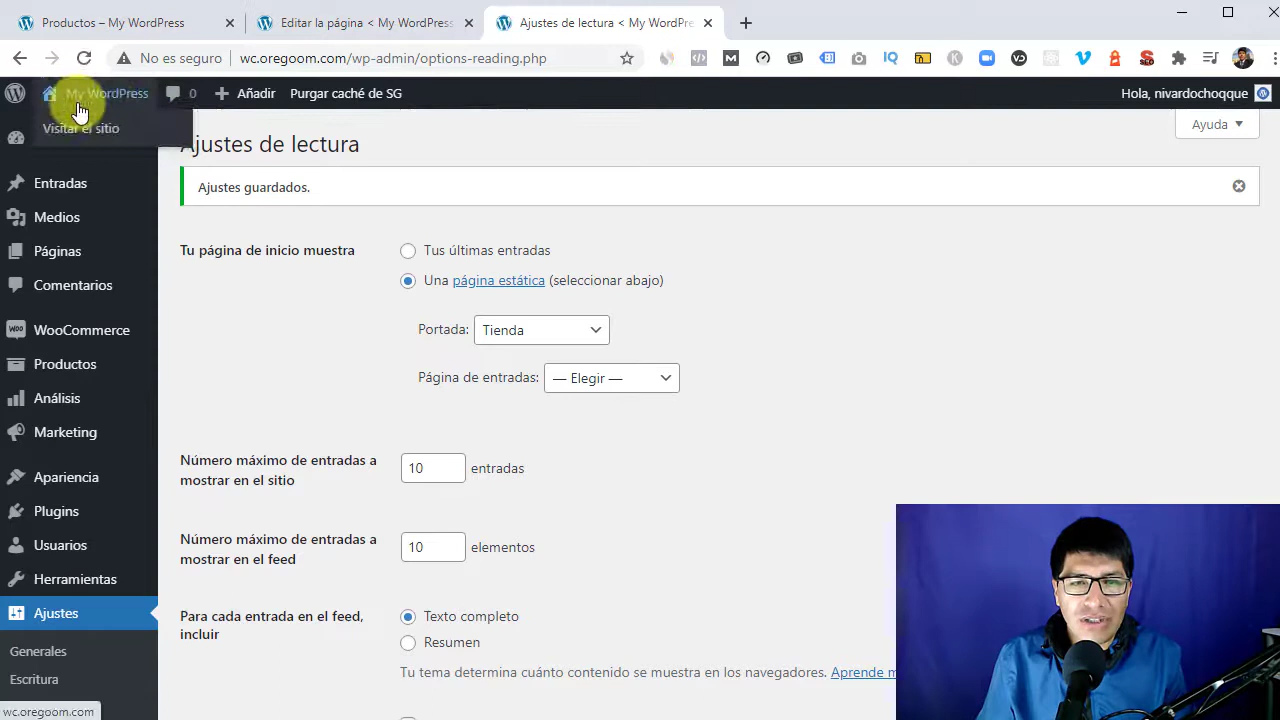 Productos – My WordPress
Editar la página < My WordPress
Ajustes de lectura < My WordPre
No es seguro
wc.oregoom.com/wp-admin/options-reading.php
My WordPress
0
Añadir
Purgar caché de SG
Hola, nivardochoqque
Visitar el sitio
Ayuda
Ajustes de lectura
Ajustes guardados.
Entradas
Medios
Páginas
Comentarios
WooCommerce
Productos
Análisis
Marketing
Apariencia
Plugins
Usuarios
Herramientas
Ajustes
Generales
Escritura
Tu página de inicio muestra
Tus últimas entradas
Una página estática (seleccionar abajo)
Portada: Tienda
Página de entradas: — Elegir —
Número máximo de entradas a
mostrar en el sitio
10 entradas
Número máximo de entradas a
mostrar en el feed
10 elementos
Para cada entrada en el feed,
incluir
Texto completo
Resumen
Tu tema determina cuánto contenido se muestra en los navegadores. Aprende m
wc.oregoom.com